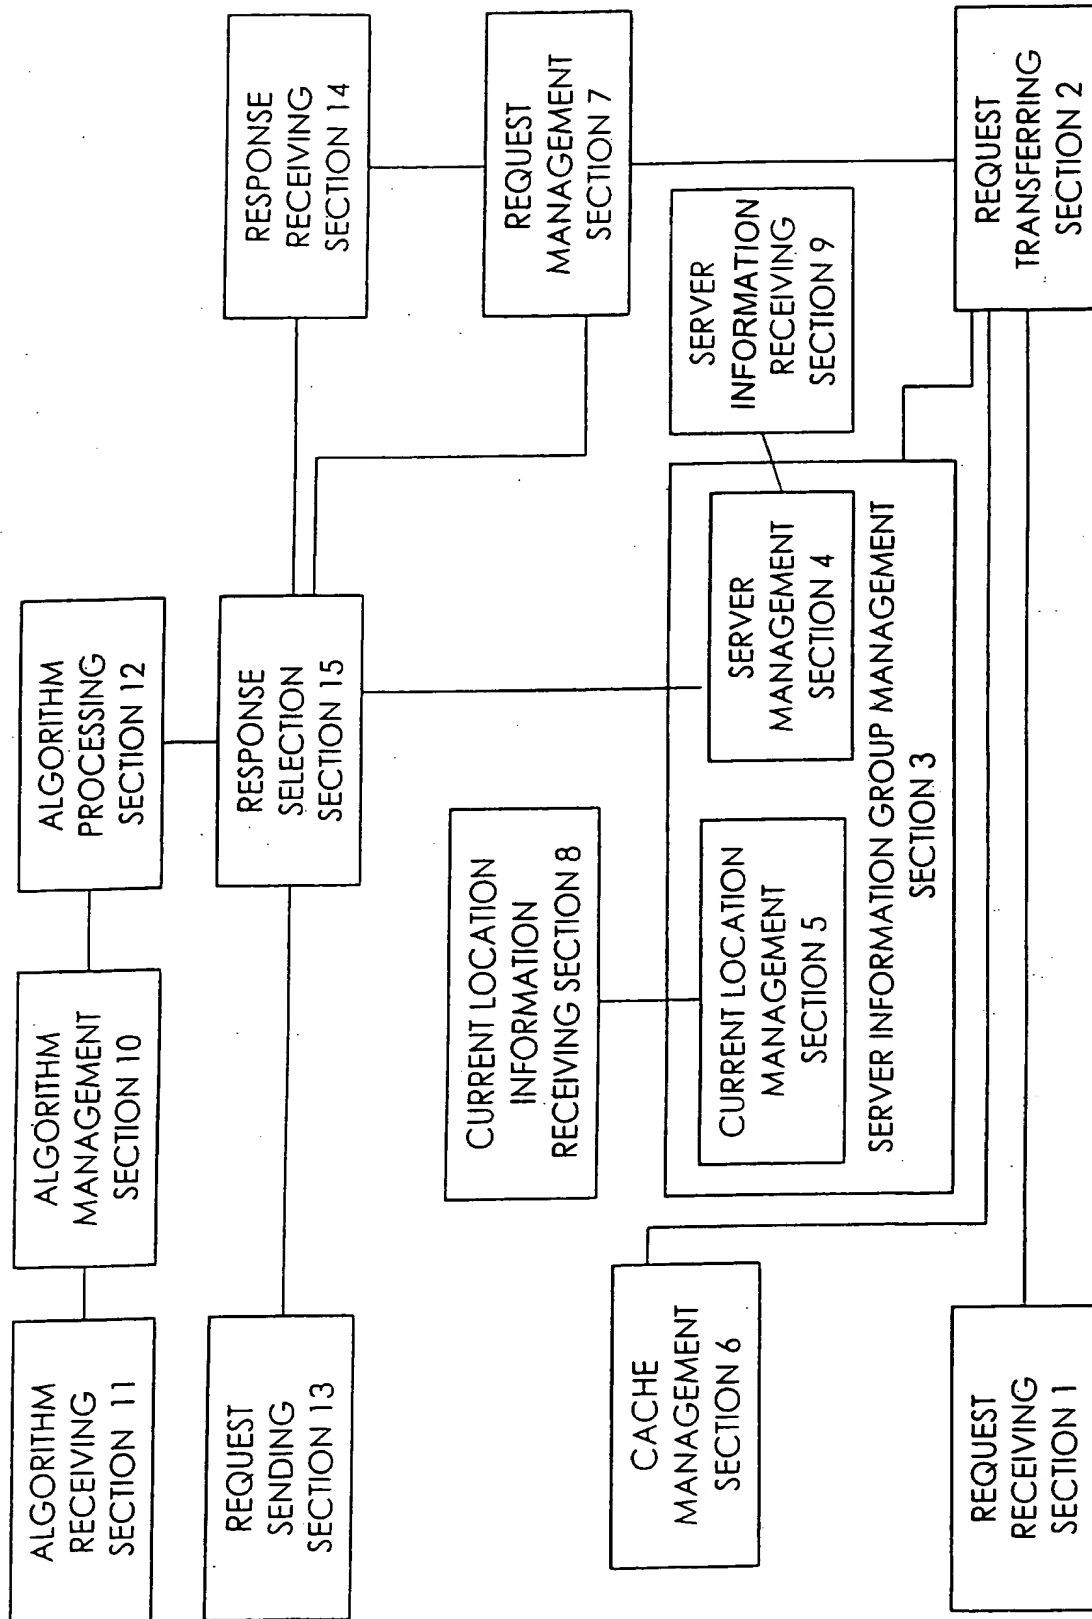 ALGORITHM
RECEIVING
SECTION 11
ALGORITHM
MANAGEMENT
SECTION 10
ALGORITHM
PROCESSING
SECTION 12
REQUEST
SENDING
SECTION 13
RESPONSE
SELECTION
SECTION 15
RESPONSE
RECEIVING
SECTION 14
CURRENT LOCATION
INFORMATION
RECEIVING SECTION 8
REQUEST
MANAGEMENT
SECTION 7
CACHE
MANAGEMENT
SECTION 6
CURRENT LOCATION
MANAGEMENT
SECTION 5
SERVER
MANAGEMENT
SECTION 4
SERVER
INFORMATION
RECEIVING
SECTION 9
SERVER INFORMATION GROUP MANAGEMENT
SECTION 3
REQUEST
RECEIVING
SECTION 1
REQUEST
TRANSFERRING
SECTION 2